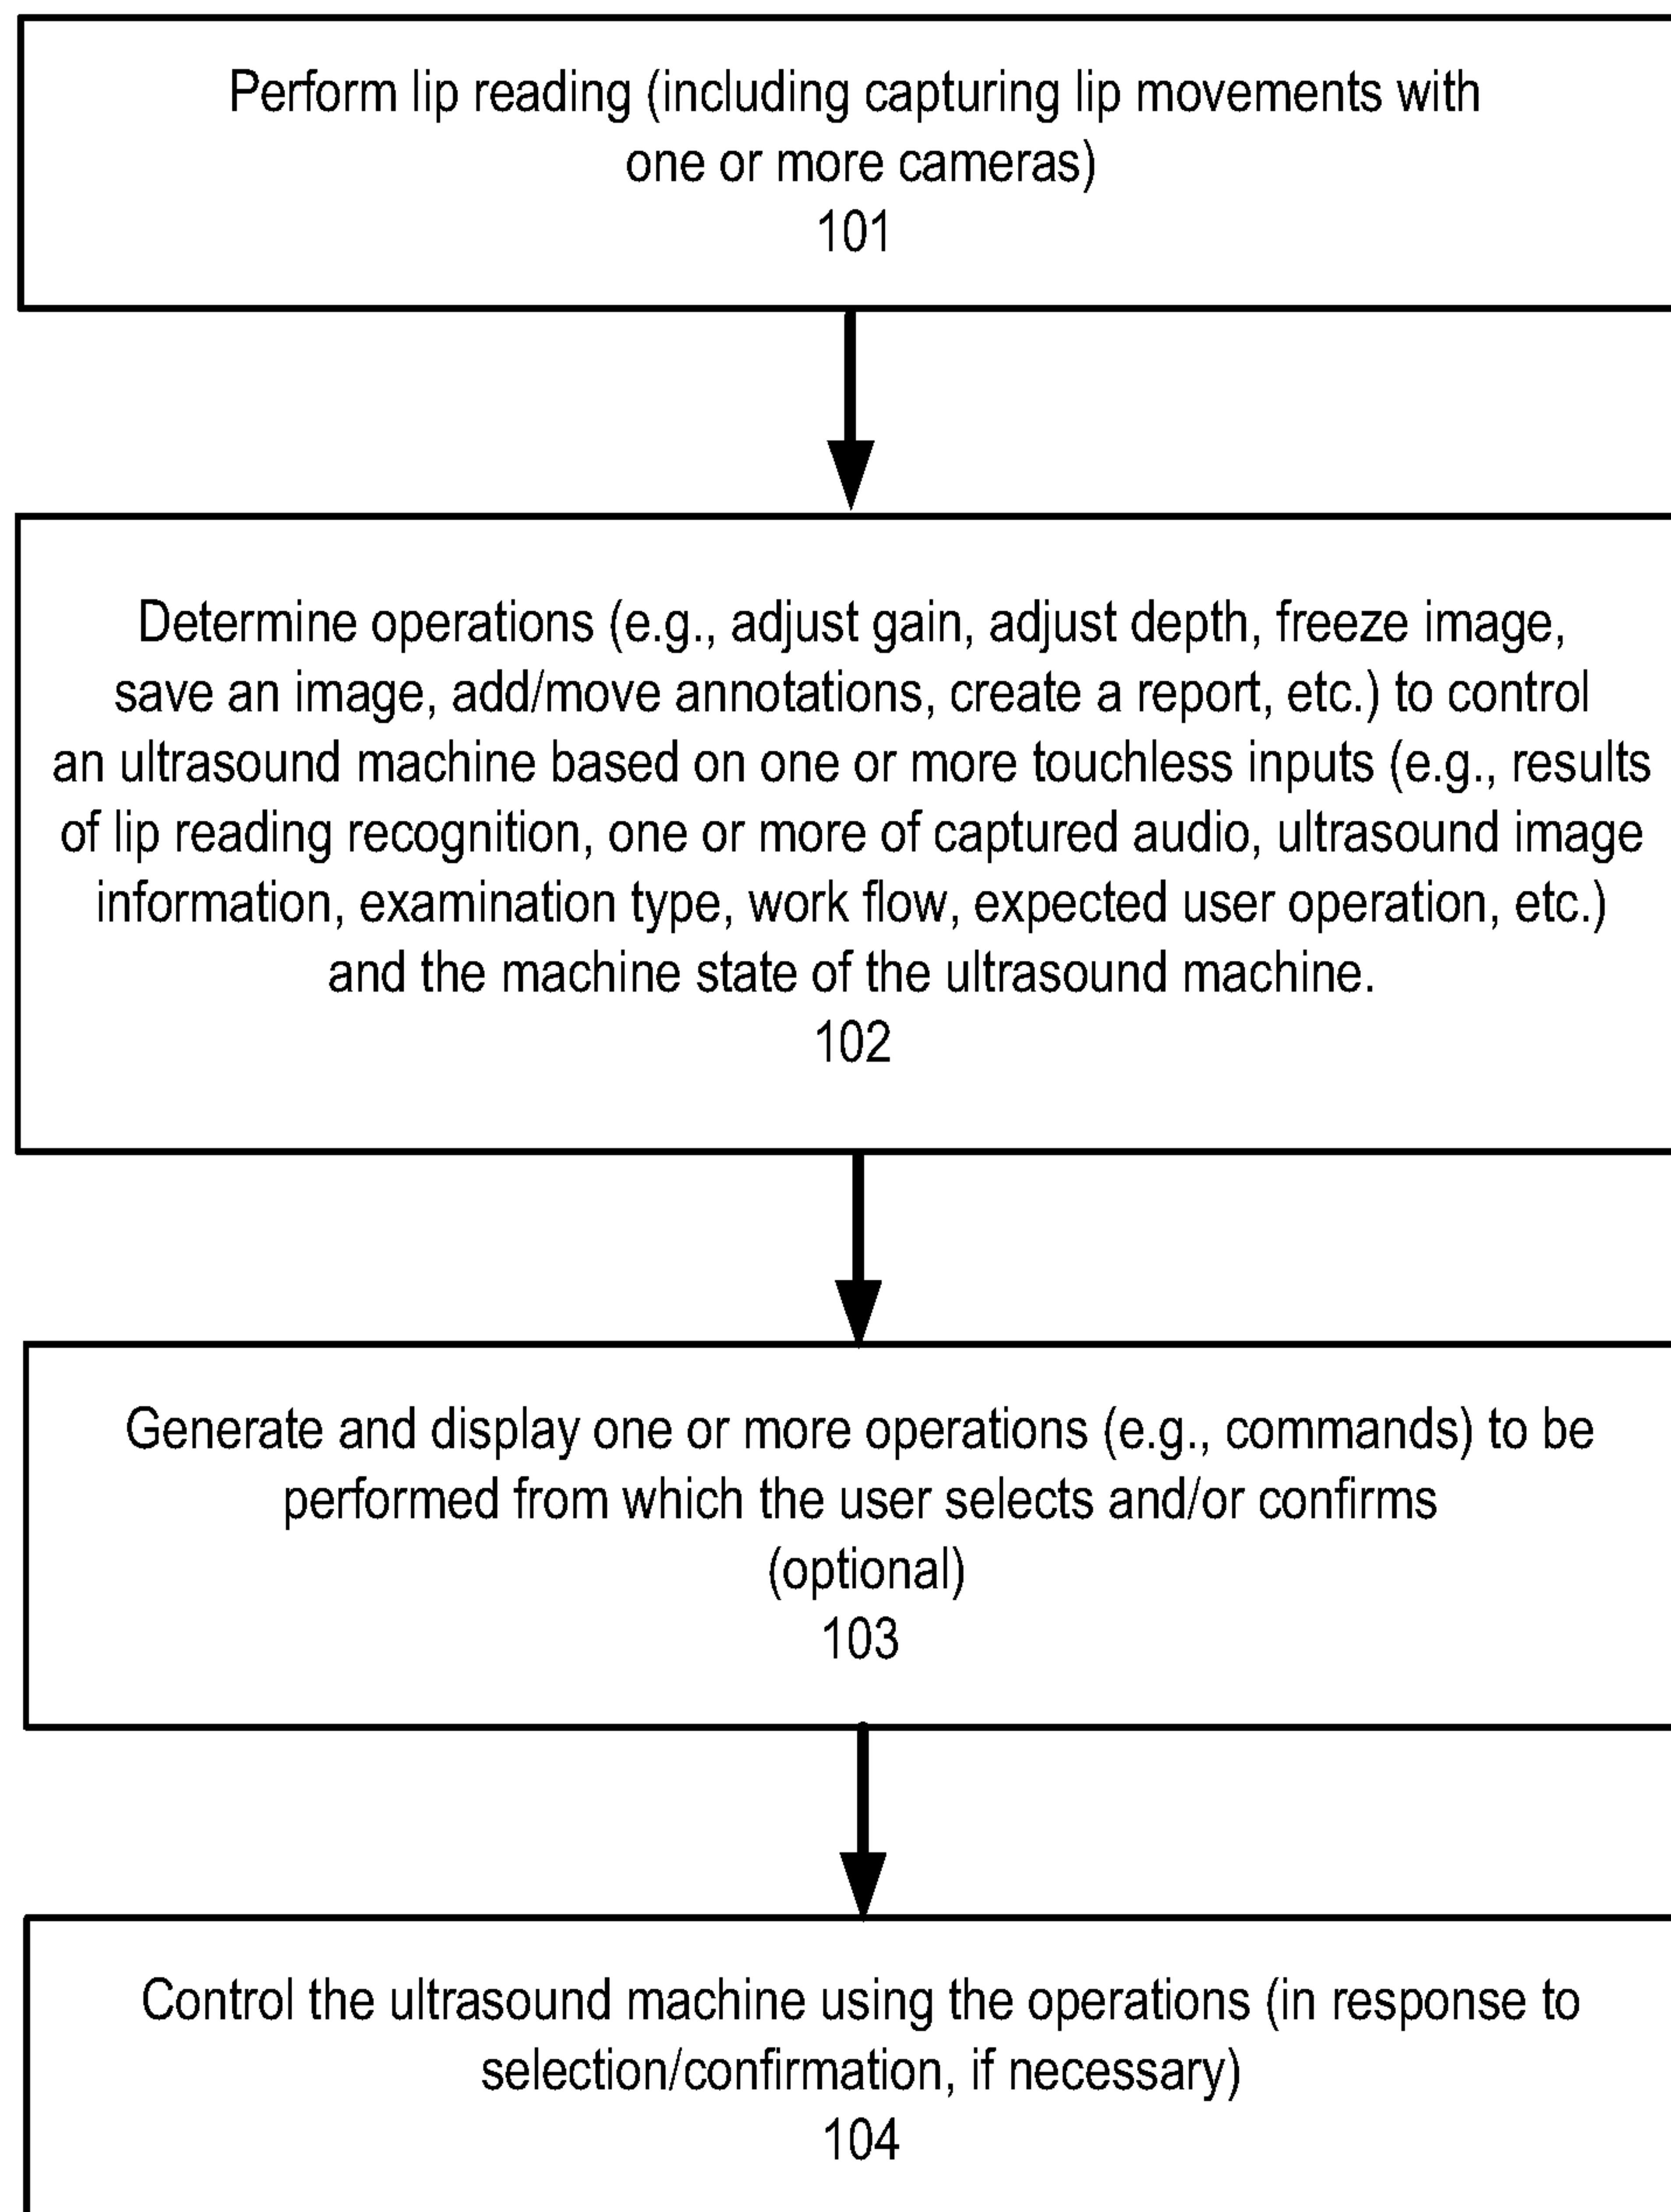 Perform lip reading (including capturing lip movements with
one or more cameras)
101
Determine operations (e.g., adjust gain, adjust depth, freeze image,
save an image, add/move annotations, create a report, etc.) to control
an ultrasound machine based on one or more touchless inputs (e.g., results
of lip reading recognition, one or more of captured audio, ultrasound image
information, examination type, work flow, expected user operation, etc.)
and the machine state of the ultrasound machine.
102
Generate and display one or more operations (e.g., commands) to be
performed from which the user selects and/or confirms
(optional)
103
Control the ultrasound machine using the operations (in response to
selection/confirmation, if necessary)
104